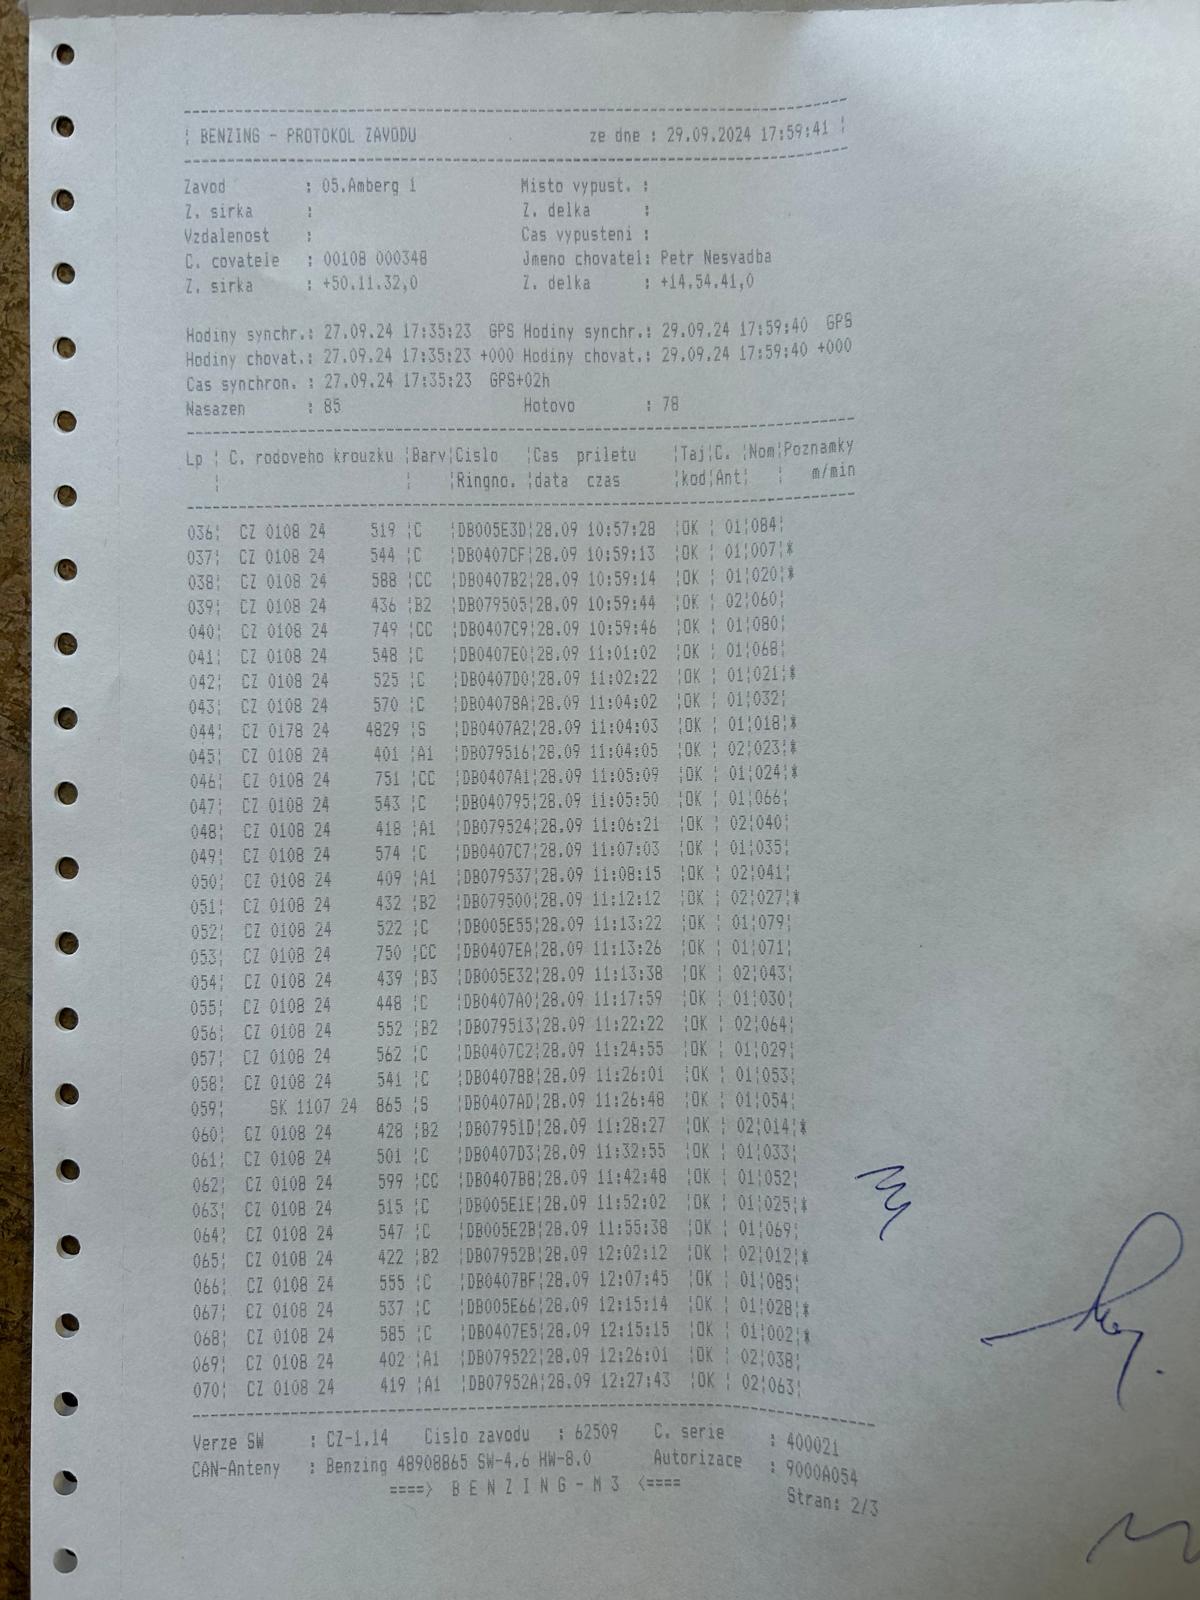 BENZING - PROTOKOL ZAVODU ze dne : 29.09.2024 17:59:41
Zavod : 05.Amberg 1 Misto vypust. :
Z. sirka : Z. delka :
Vzdalenost : Cas vypusteni :
C. covatele : 00108 000348 Jmeno chovatel: Petr Nesvadba
Z. sirka : +50.11.32,0 Z. delka : +14.54.41,0
Hodiny synchr.: 27.09.24 17:35:23 GPS Hodiny synchr.: 29.09.24 17:59:40 GPS
Hodiny chovat.: 27.09.24 17:35:23 +000 Hodiny chovat.: 29.09.24 17:59:40 +000
Cas synchron. : 27.09.24 17:35:23 GPS+02h
Nasazen : 85 Hotovo : 78
Lp ¦ C. rodoveho krouzku ¦Barv¦Cislo ¦Cas priletu ¦Taj¦C. ¦Nom¦Poznamky
¦ ¦ ¦Ringno. ¦data czas ¦kod¦Ant¦ ¦ m/min
036¦ CZ 0108 24 519 ¦C ¦DB005E3D¦28.09 10:57:28 ¦OK ¦ 01¦084¦
037¦ CZ 0108 24 544 ¦C ¦DB0407CF¦28.09 10:59:13 ¦OK ¦ 01¦007¦*
038¦ CZ 0108 24 588 ¦CC ¦DB0407B2¦28.09 10:59:14 ¦OK ¦ 01¦020¦*
039¦ CZ 0108 24 436 ¦B2 ¦DB079505¦28.09 10:59:44 ¦OK ¦ 02¦060¦
040¦ CZ 0108 24 749 ¦CC ¦DB0407C9¦28.09 10:59:46 ¦OK ¦ 01¦080¦
041¦ CZ 0108 24 548 ¦C ¦DB0407E0¦28.09 11:01:02 ¦OK ¦ 01¦068¦
042¦ CZ 0108 24 525 ¦C ¦DB0407D0¦28.09 11:02:22 ¦OK ¦ 01¦021¦*
043¦ CZ 0108 24 570 ¦C ¦DB0407BA¦28.09 11:04:02 ¦OK ¦ 01¦032¦
044¦ CZ 0178 24 4829 ¦S ¦DB0407A2¦28.09 11:04:03 ¦OK ¦ 01¦018¦*
045¦ CZ 0108 24 401 ¦A1 ¦DB079516¦28.09 11:04:05 ¦OK ¦ 02¦023¦*
046¦ CZ 0108 24 751 ¦CC ¦DB0407A1¦28.09 11:05:09 ¦OK ¦ 01¦024¦*
047¦ CZ 0108 24 543 ¦C ¦DB040795¦28.09 11:05:50 ¦OK ¦ 01¦066¦
048¦ CZ 0108 24 418 ¦A1 ¦DB079524¦28.09 11:06:21 ¦OK ¦ 02¦040¦
049¦ CZ 0108 24 574 ¦C ¦DB0407C7¦28.09 11:07:03 ¦OK ¦ 01¦035¦
050¦ CZ 0108 24 409 ¦A1 ¦DB079537¦28.09 11:08:15 ¦OK ¦ 02¦041¦
051¦ CZ 0108 24 432 ¦B2 ¦DB079500¦28.09 11:12:12 ¦OK ¦ 02¦027¦*
052¦ CZ 0108 24 522 ¦C ¦DB005E55¦28.09 11:13:22 ¦OK ¦ 01¦079¦
053¦ CZ 0108 24 750 ¦CC ¦DB0407EA¦28.09 11:13:26 ¦OK ¦ 01¦071¦
054¦ CZ 0108 24 439 ¦B3 ¦DB005E32¦28.09 11:13:38 ¦OK ¦ 02¦043¦
055¦ CZ 0108 24 448 ¦C ¦DB0407A0¦28.09 11:17:59 ¦OK ¦ 01¦030¦
056¦ CZ 0108 24 552 ¦B2 ¦DB079513¦28.09 11:22:22 ¦OK ¦ 02¦064¦
057¦ CZ 0108 24 562 ¦C ¦DB0407C2¦28.09 11:24:55 ¦OK ¦ 01¦029¦
058¦ CZ 0108 24 541 ¦C ¦DB0407BB¦28.09 11:26:01 ¦OK ¦ 01¦053¦
059¦ SK 1107 24 865 ¦S ¦DB0407AD¦28.09 11:26:48 ¦OK ¦ 01¦054¦
060¦ CZ 0108 24 428 ¦B2 ¦DB07951D¦28.09 11:28:27 ¦OK ¦ 02¦014¦*
061¦ CZ 0108 24 501 ¦C ¦DB0407D3¦28.09 11:32:55 ¦OK ¦ 01¦033¦
062¦ CZ 0108 24 599 ¦CC ¦DB0407B8¦28.09 11:42:48 ¦OK ¦ 01¦052¦
063¦ CZ 0108 24 515 ¦C ¦DB005E1E¦28.09 11:52:02 ¦OK ¦ 01¦025¦*
064¦ CZ 0108 24 547 ¦C ¦DB005E2B¦28.09 11:55:38 ¦OK ¦ 01¦069¦
065¦ CZ 0108 24 422 ¦B2 ¦DB07952B¦28.09 12:02:12 ¦OK ¦ 02¦012¦*
066¦ CZ 0108 24 555 ¦C ¦DB0407BF¦28.09 12:07:45 ¦OK ¦ 01¦085¦
067¦ CZ 0108 24 537 ¦C ¦DB005E66¦28.09 12:15:14 ¦OK ¦ 01¦028¦*
068¦ CZ 0108 24 585 ¦C ¦DB0407E5¦28.09 12:15:15 ¦OK ¦ 01¦002¦*
069¦ CZ 0108 24 402 ¦A1 ¦DB079522¦28.09 12:26:01 ¦OK ¦ 02¦038¦
070¦ CZ 0108 24 419 ¦A1 ¦DB07952A¦28.09 12:27:43 ¦OK ¦ 02¦063¦
Verze SW : CZ-1.14 Cislo zavodu : 62509 C. serie : 400021
CAN-Anteny : Benzing 48908865 SW-4.6 HW-8.0 Autorizace : 9000A054
====> B E N Z I N G - M 3 <====
Stran: 2/3